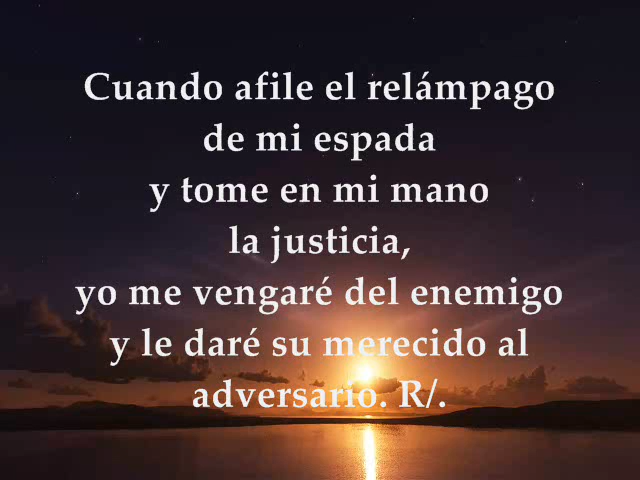 Cuando afile el relámpago
de mi espada
y tome en mi mano
la justicia,
yo me vengaré del enemigo
y le daré su merecido al
adversario. R/.